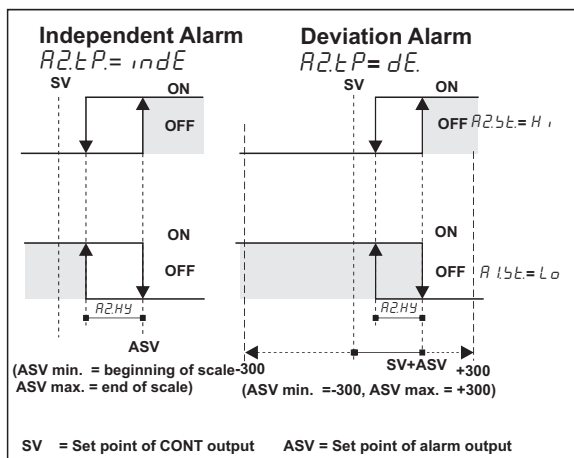 Independent Alarm
A2.tP.= indE
Deviation Alarm
A2.tP= dE.
SV
ON
OFF
SV
ON
OFF A2.St.= Hi
ON
OFF
A2.HY
ON
OFF A1.St.= Lo
A2.HY
ASV
SV+ASV
(ASV min. = beginning of scale
ASV max. = end of scale)
-300
+300
(ASV min. =-300, ASV max. = +300)
SV = Set point of CONT output ASV = Set point of alarm output